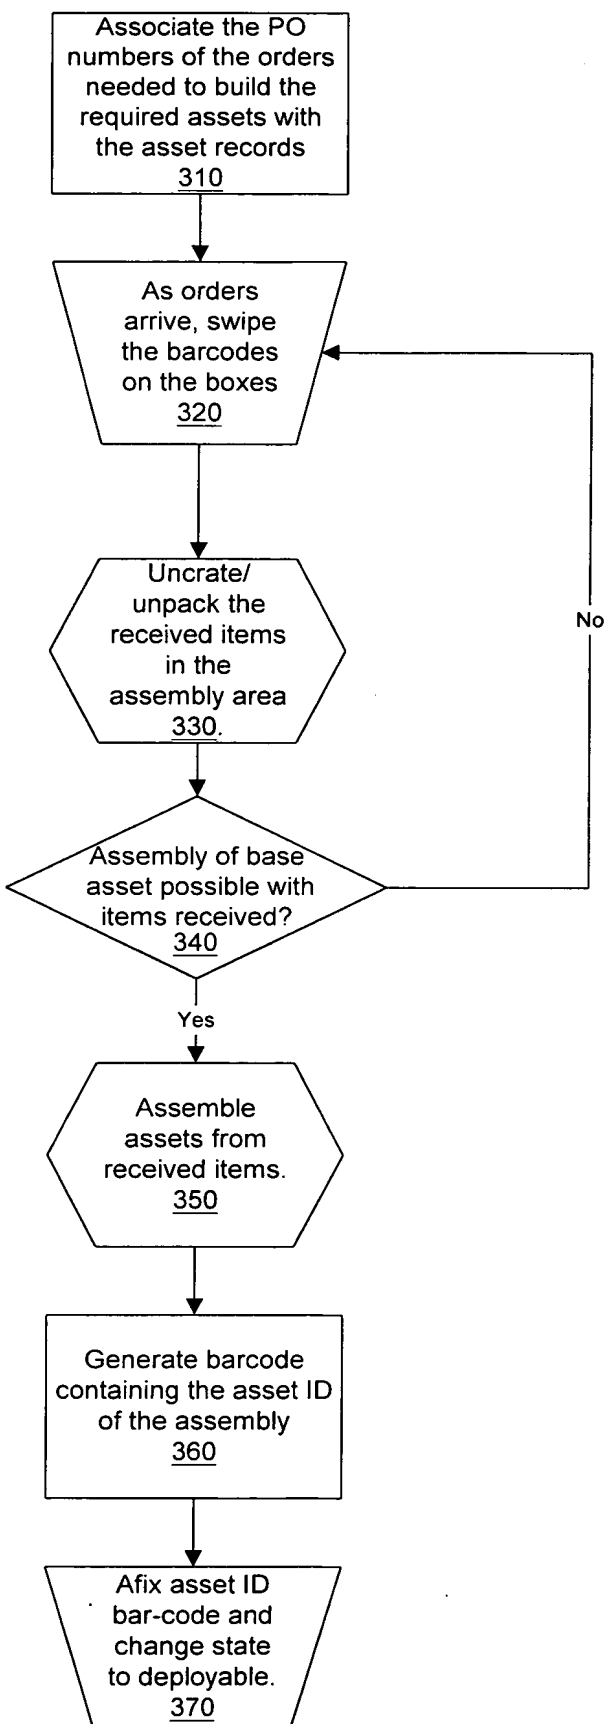 Associate the PO
numbers of the orders
needed to build the
required assets with
the asset records
310
As orders
arrive, swipe
the barcodes
on the boxes
320
Uncrate/
unpack the
received items
in the
assembly area
330.
No
Assembly of base
asset possible with
items received?
340
Yes
Assemble
assets from
received items.
350
Generate barcode
containing the asset ID
of the assembly
360
Afix asset ID
bar-code and
change state
to deployable.
370